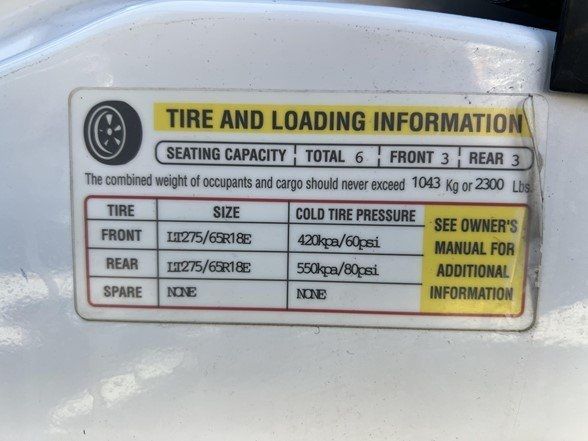 TIRE AND LOADING INFORMATION
SEATING CAPACITY TOTAL 6 FRONT 3 REAR 3
The combined weight of occupants and cargo should never exceed 1043 Kg or 2300 Lbs.
TIRE SIZE COLD TIRE PRESSURE
FRONT LT275/65R18E 420kpa/60psi
REAR LT275/65R18E 550kpa/80psi
SPARE NONE NONE
SEE OWNER'S
MANUAL FOR
ADDITIONAL
INFORMATION